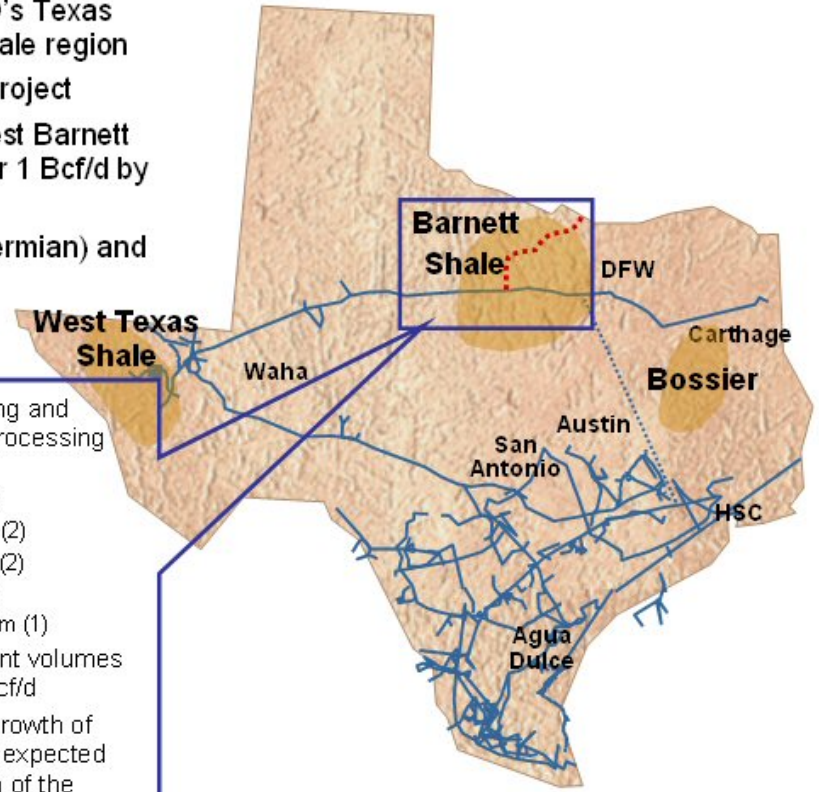 's Texas
ale region
roject
est Barnett
r 1 Bcf/d by
ermian) and
ng and
rocessing
(2)
(2)
m (1)
nt volumes
cf/d
rowth of
expected
of the
Barnett
Shale
DFW
West Texas
Shale
Carthage
Waha
Bossier
Austin
San
Antonio
HSC
Agua
Dulce